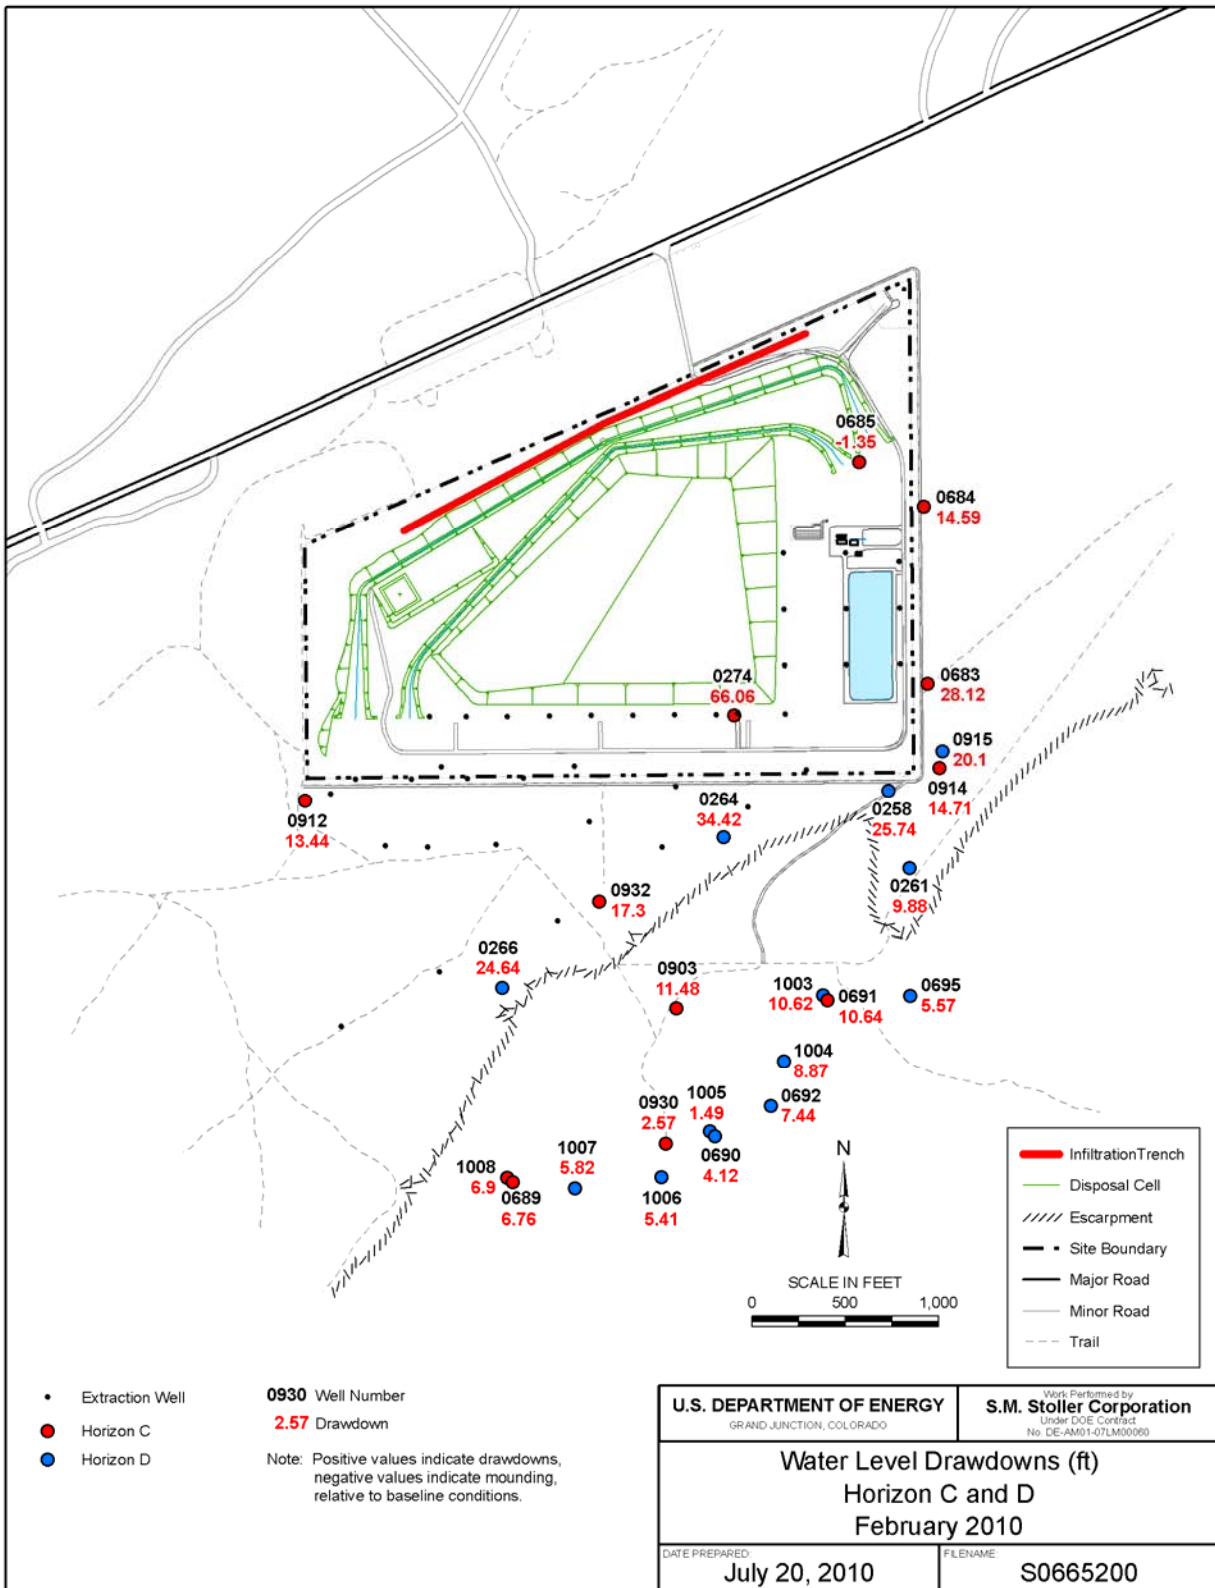 0685
-1.35
0684
14.59
0274
66.06
0683
28.12
0915
20.1
0914
14.71
0258
25.74
0264
34.42
0912
13.44
0261
9.88
0932
17.3
0266
24.64
0903
11.48
1003
10.62
0691
10.64
0695
5.57
1004
8.87
0692
7.44
1005
1.49
0690
4.12
0930
2.57
1006
5.41
1007
5.82
1008
6.9
0689
6.76
N
SCALE IN FEET
0 500 1,000
InfiltrationTrench
Disposal Cell
Escarpment
Site Boundary
Major Road
Minor Road
Trail
Extraction Well
Horizon C
Horizon D
0930 Well Number
2.57 Drawdown
Note: Positive values indicate drawdowns,
negative values indicate mounding,
relative to baseline conditions.
U.S. DEPARTMENT OF ENERGY
GRAND JUNCTION, COLORADO
Work Performed by
S.M. Stoller Corporation
Under DOE Contract
No. DE-AM01-07LM00060
Water Level Drawdowns (ft)
Horizon C and D
February 2010
DATE PREPARED:
July 20, 2010
FILENAME:
S0665200